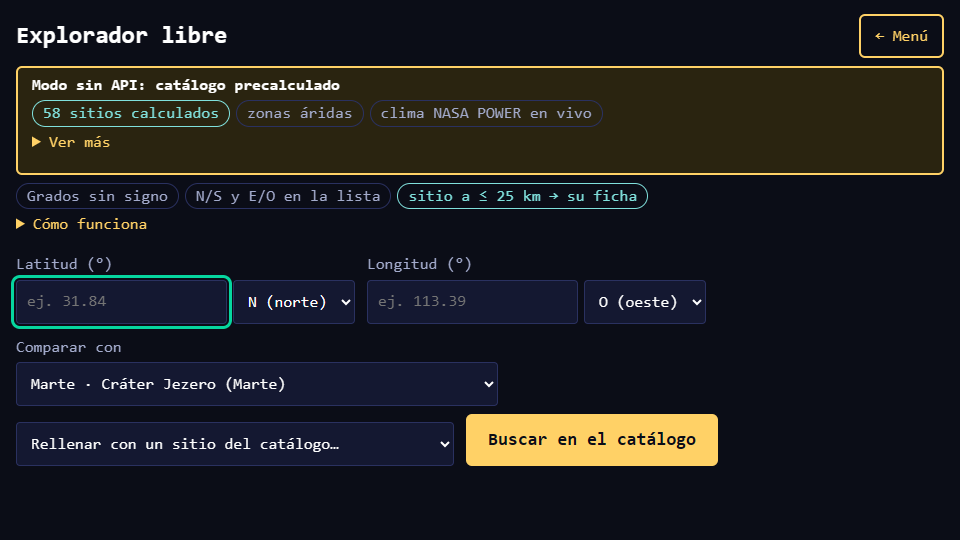 Explorador libre
← Menú
Modo sin API: catálogo precalculado
58 sitios calculados zonas áridas clima NASA POWER en vivo
▶ Ver más
Grados sin signo N/S y E/O en la lista sitio a ≤ 25 km → su ficha
▶ Cómo funciona
Latitud (°) Longitud (°)
ej. 31.84 N (norte) ej. 113.39 O (oeste)
Comparar con
Marte · Cráter Jezero (Marte)
Rellenar con un sitio del catálogo… Buscar en el catálogo